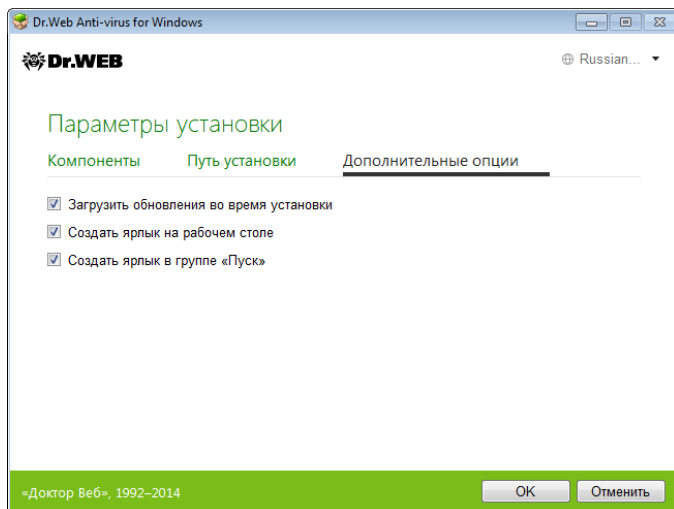 Dr.Web Anti-virus for Windows
Dr.WEB
Russian...
Параметры установки
Компоненты Путь установки Дополнительные опции
Загрузить обновления во время установки
Создать ярлык на рабочем столе
Создать ярлык в группе «Пуск»
«Доктор Веб», 1992–2014
OK Отменить